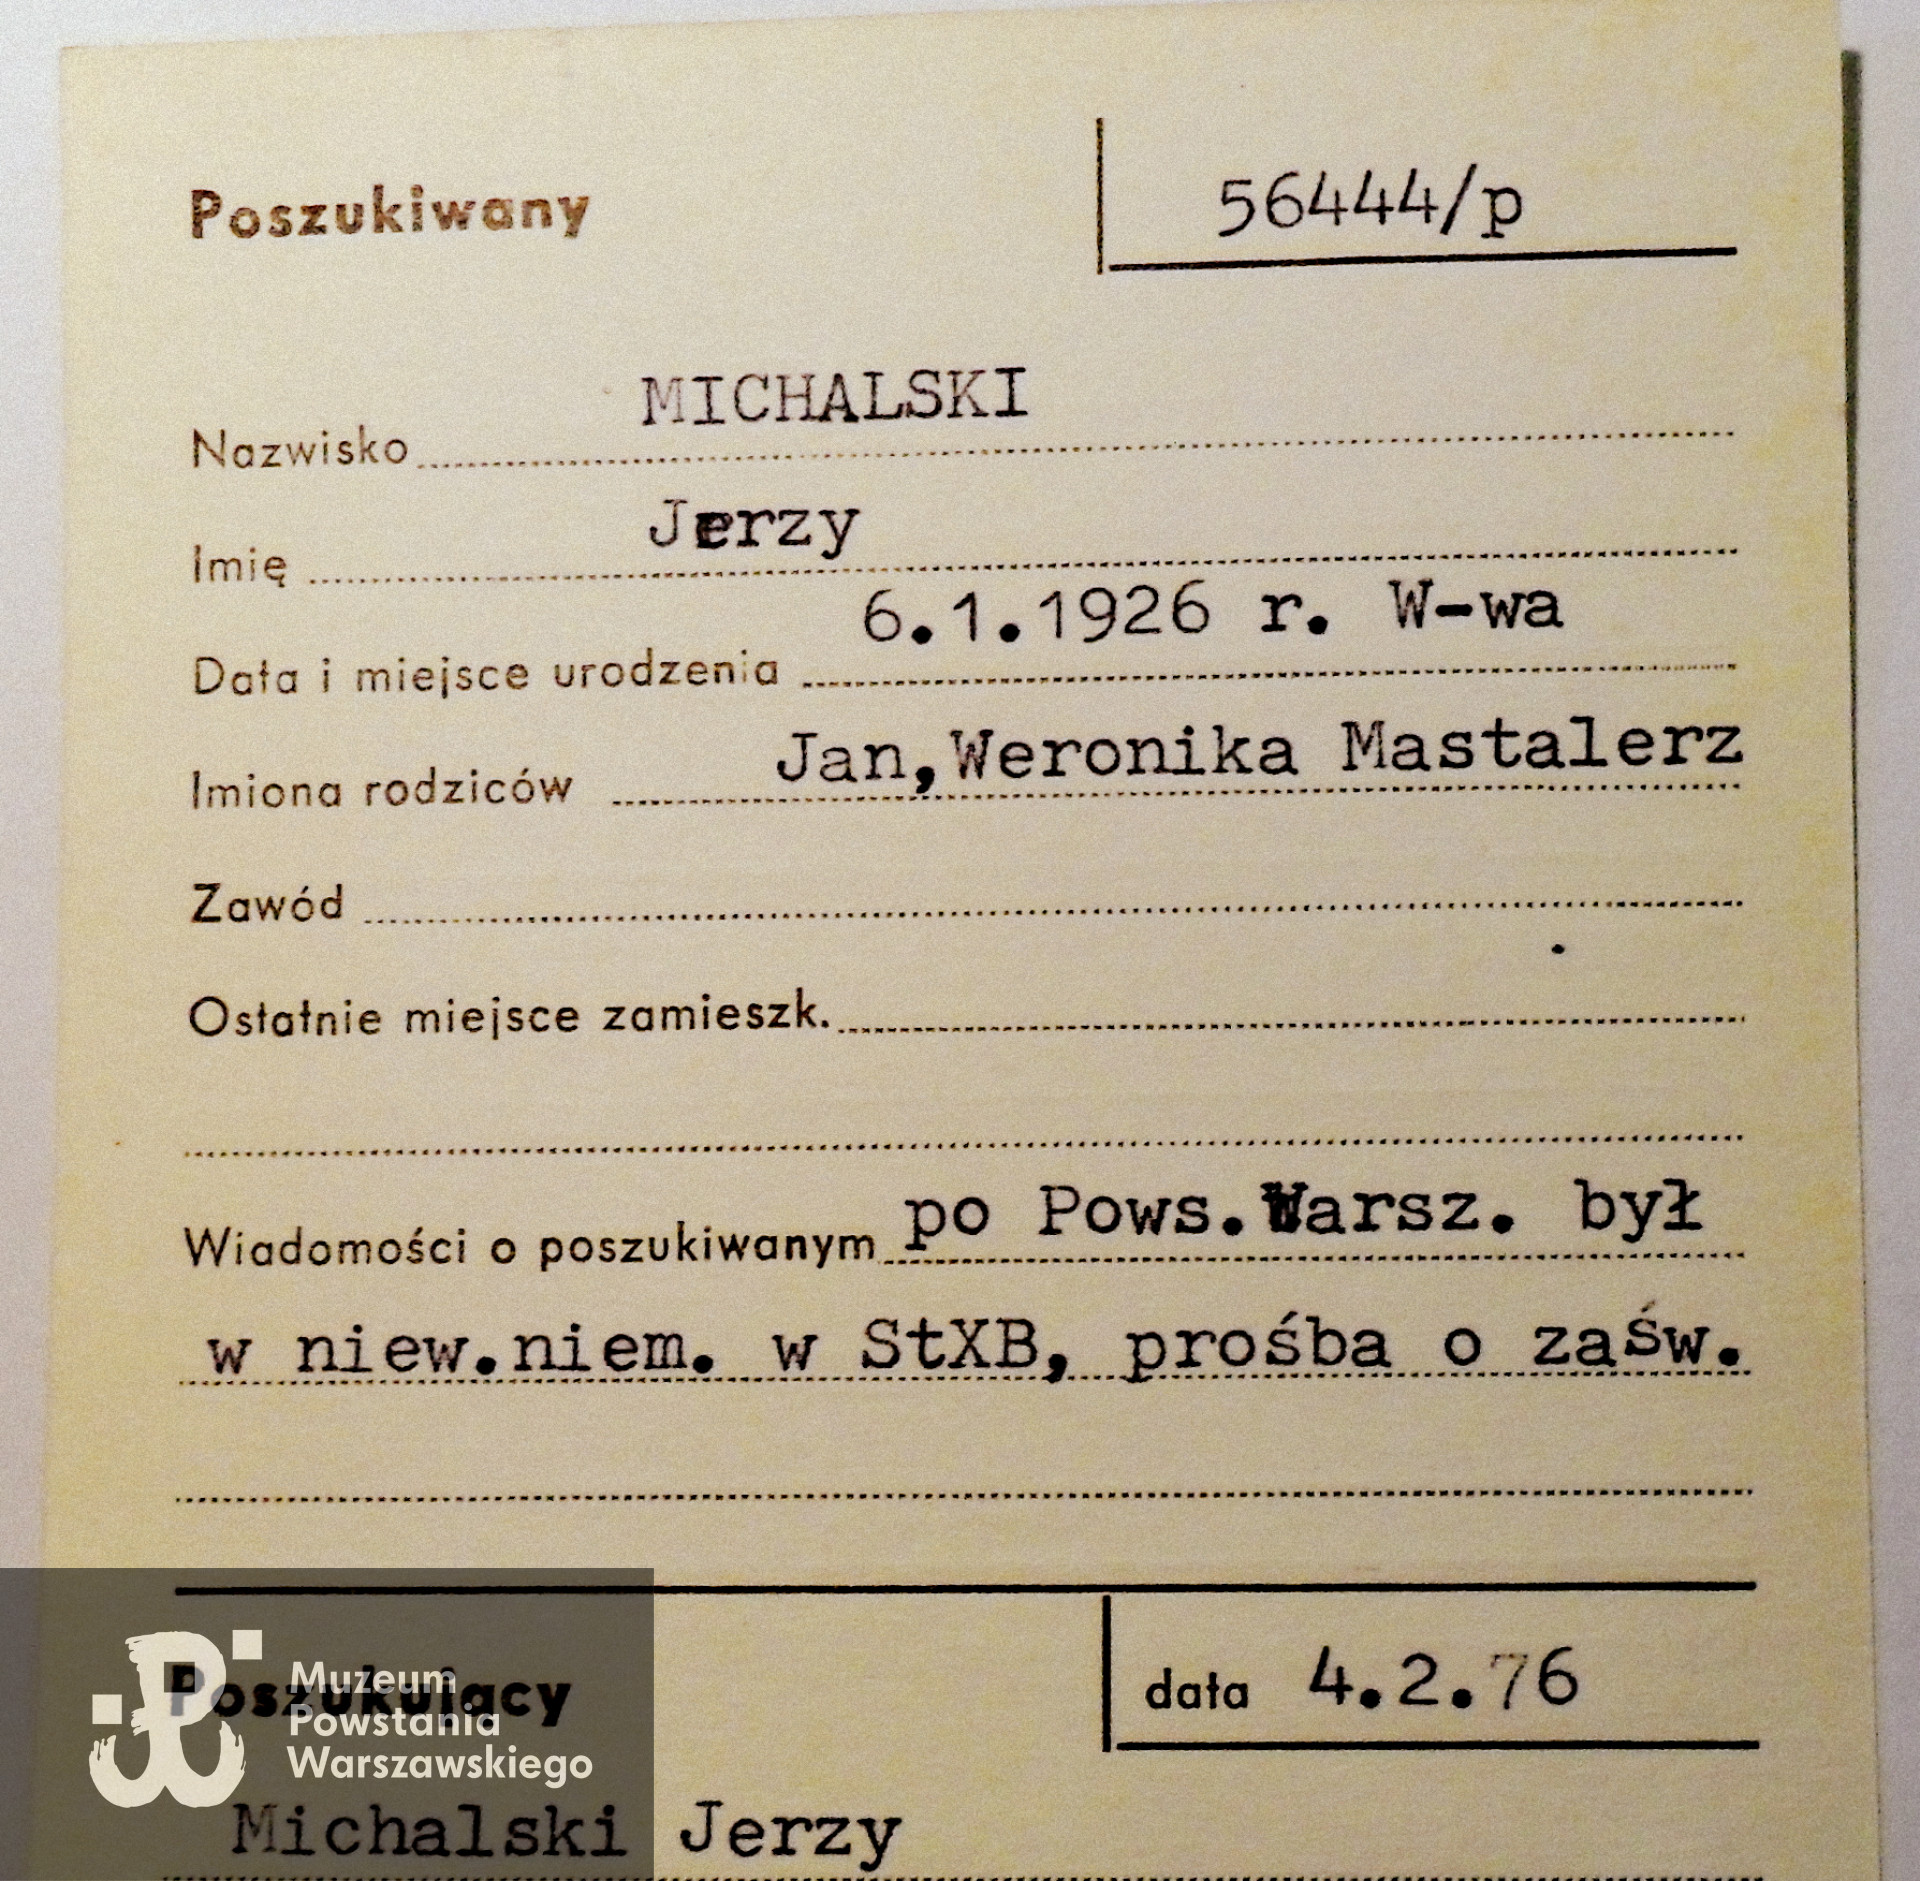 Poszukiwany
56444/p
MICHALSKI
Nazwisko
Jerzy
Imię
6.1.1926 r. W-wa
Data i miejsce urodzenia
Jan,Weronika Mastalerz
Imiona rodziców
Zawód
Ostatnie miejsce zamieszk.
Wiadomości o poszukiwanym po Pows.Warsz. był
w niew.niem. w StXB, prośba o zaśw.
Poszukujący
data 4.2.76
Muzeum
Powstania
Warszawskiego
Michalski Jerzy